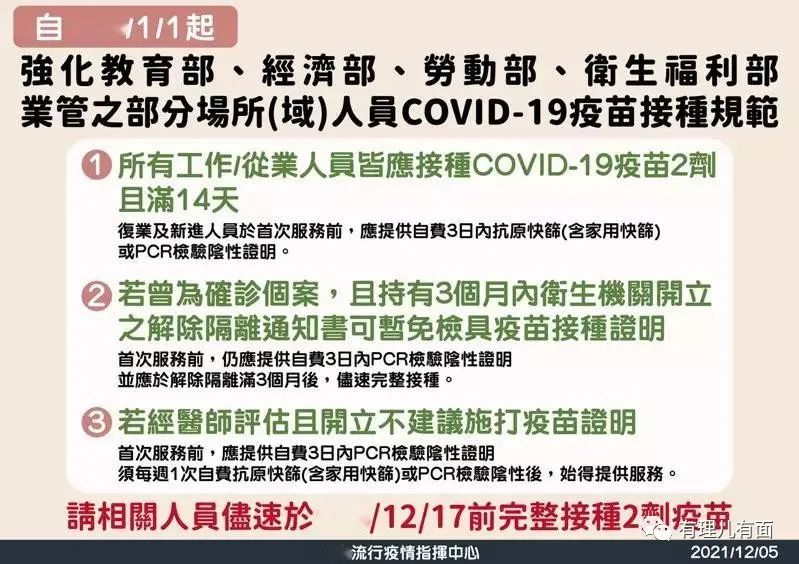 自 /1/1起
強化教育部、經濟部、勞動部、衛生福利部
業管之部分場所(域)人員COVID-19疫苗接種規範
1 所有工作/從業人員皆應接種COVID-19疫苗2劑
且滿14天
復業及新進人員於首次服務前，應提供自費3日內抗原快篩(含家用快篩)
或PCR檢驗陰性證明。
2 若曾為確診個案，且持有3個月內衛生機關開立
之解除隔離通知書可暫免檢具疫苗接種證明
首次服務前，仍應提供自費3日內PCR檢驗陰性證明
並應於解除隔離滿3個月後，儘速完整接種。
3 若經醫師評估且開立不建議施打疫苗證明
首次服務前，應提供自費3日內PCR檢驗陰性證明
須每週1次自費抗原快篩(含家用快篩)或PCR檢驗陰性後，始得提供服務。
請相關人員儘速於 /12/17前完整接種2劑疫苗
有理儿有面
流行疫情指揮中心
2021/12/05